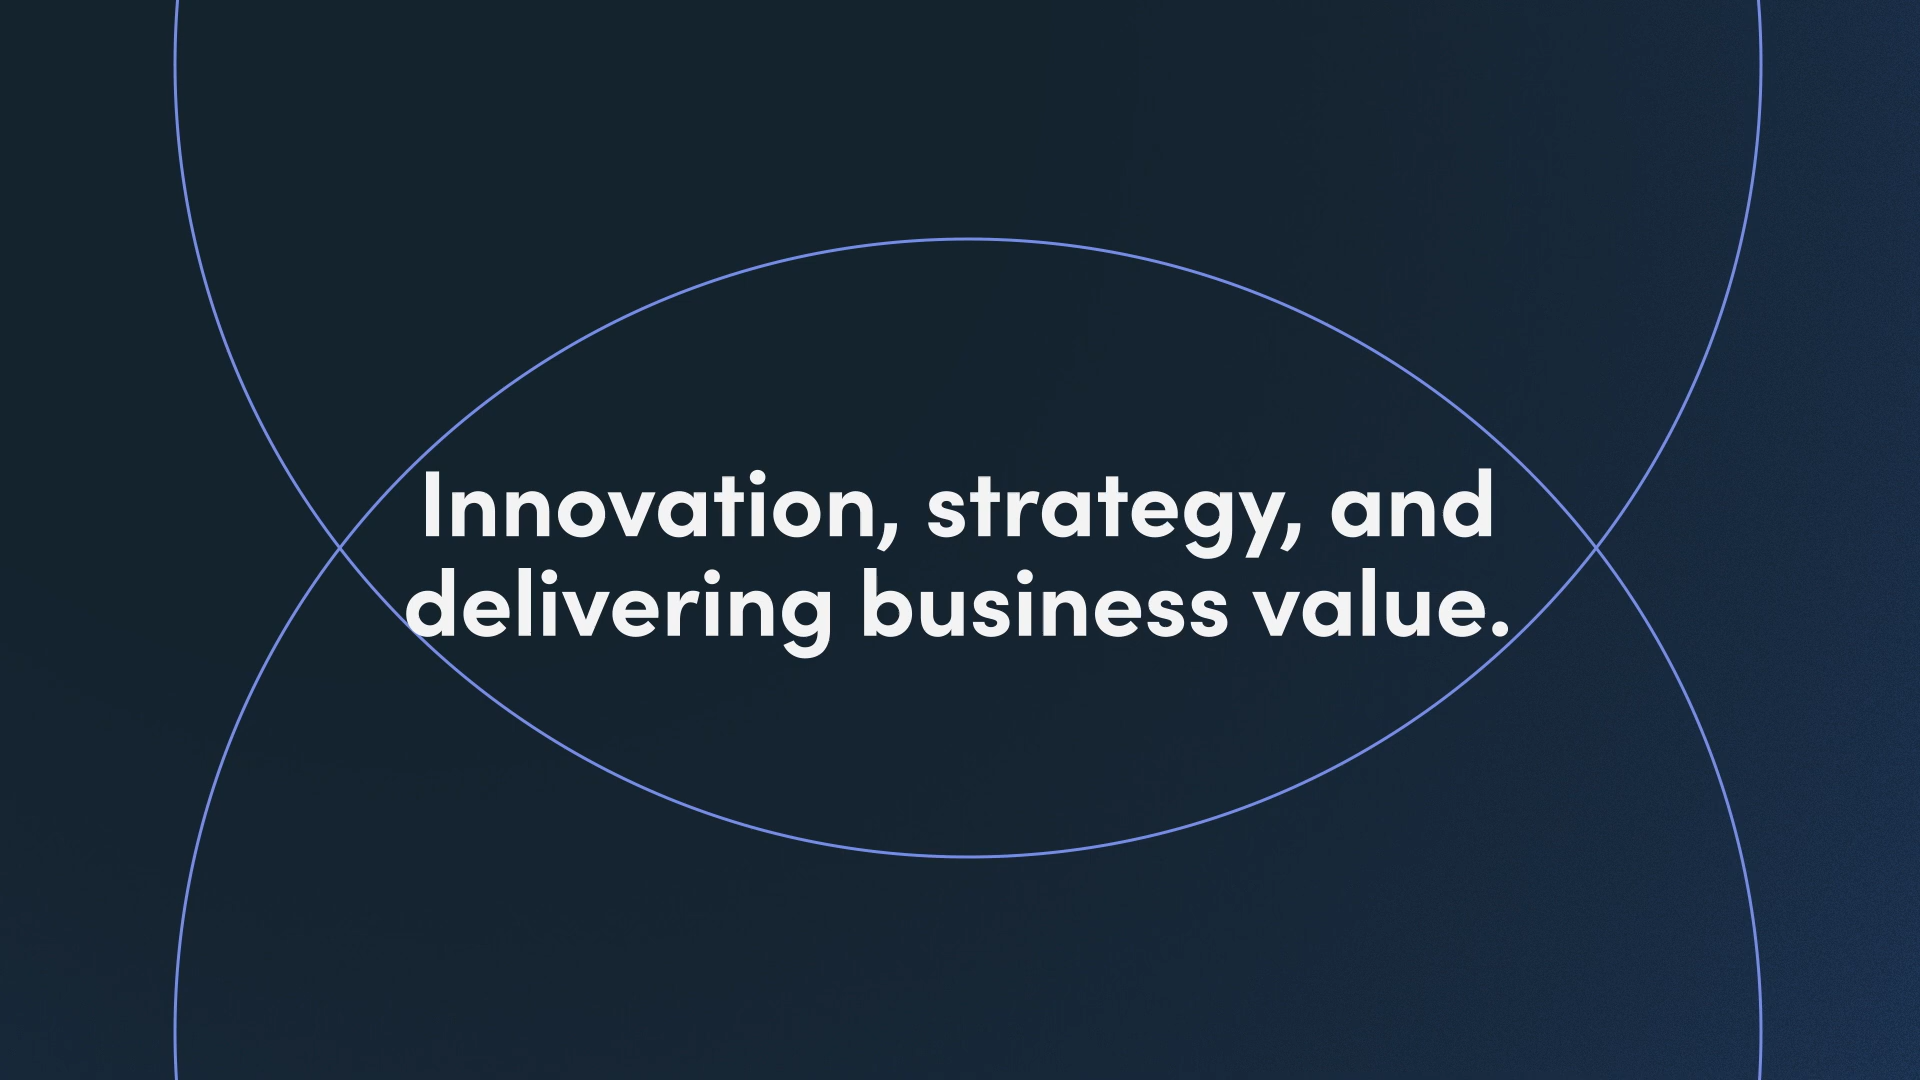 Innovation, strategy, and
delivering business value.